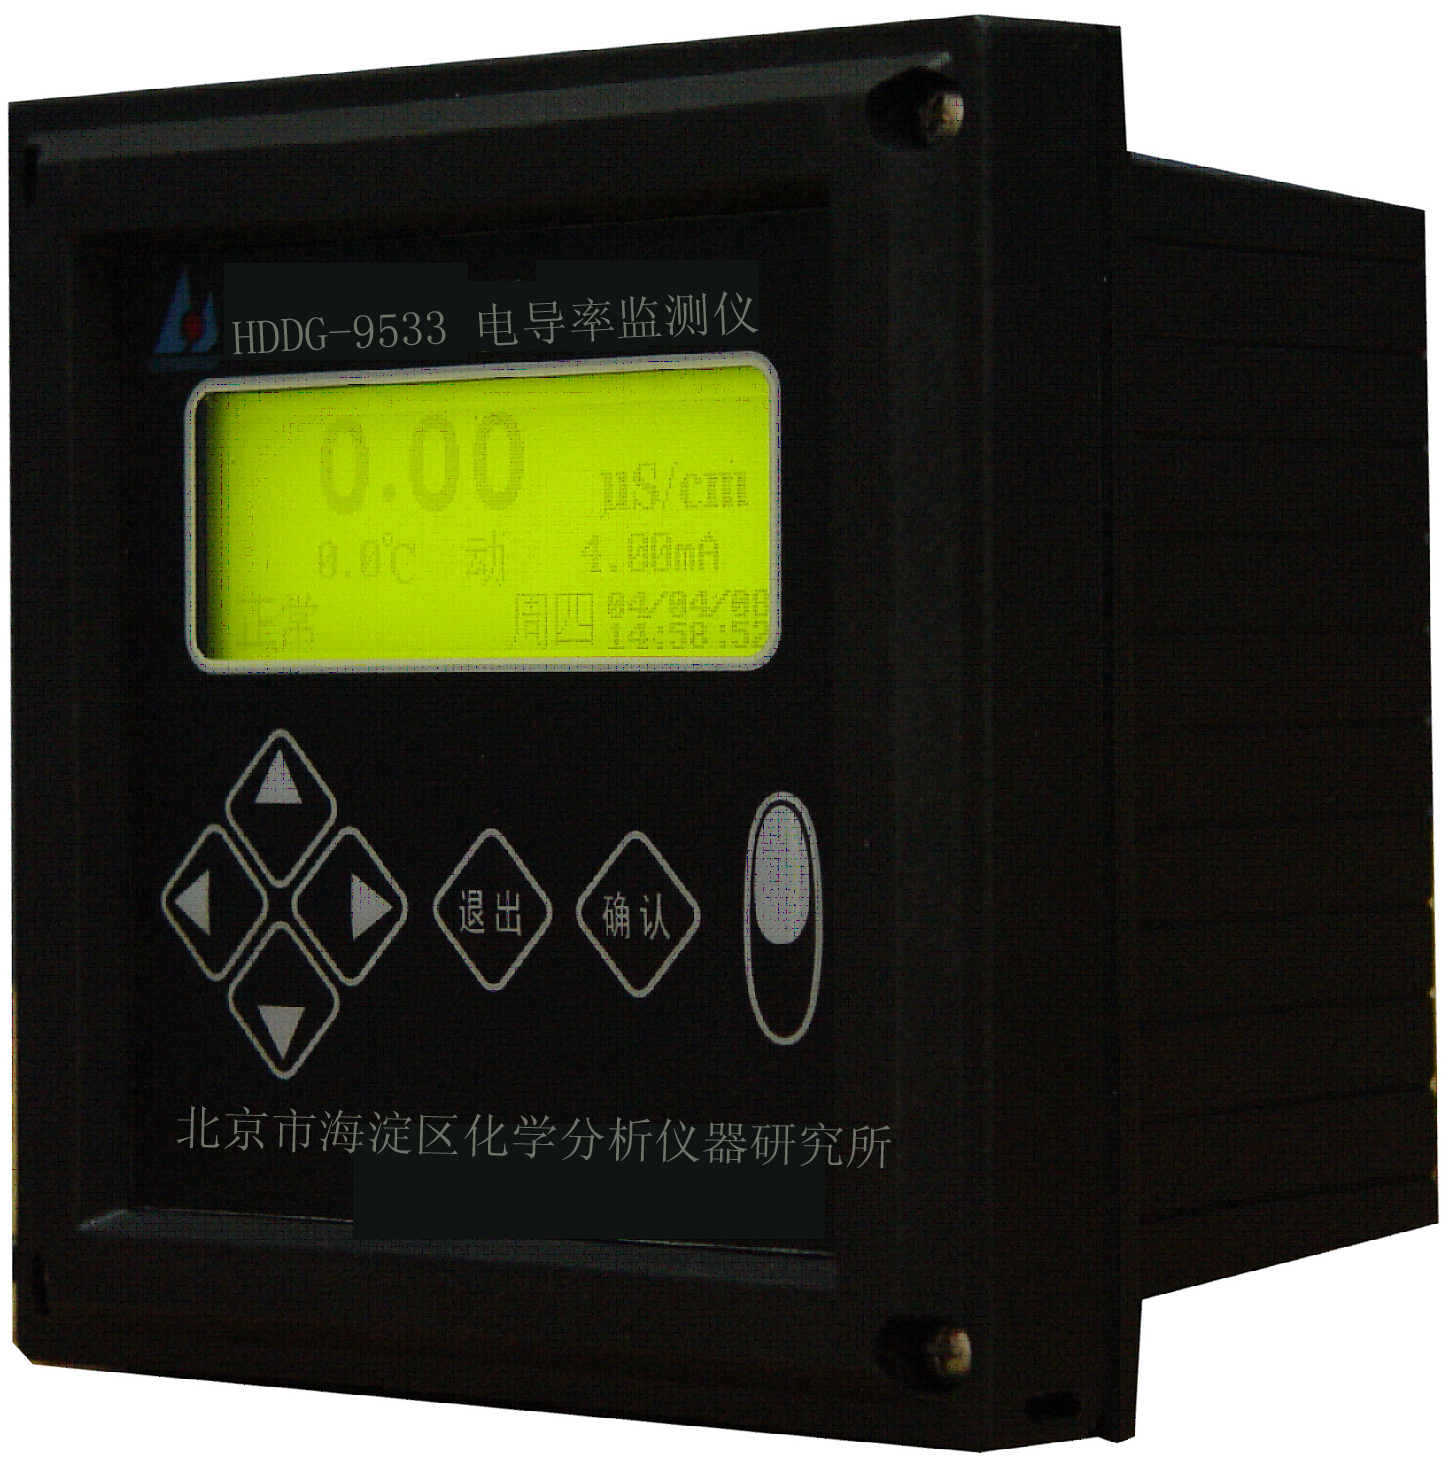 HDDG-9533 电导率监测仪
0.00 μS/cm
0.0℃ 动 4.00mA
正常 周四 04/04/08
14:58:52
退出 确认
北京市海淀区化学分析仪器研究所